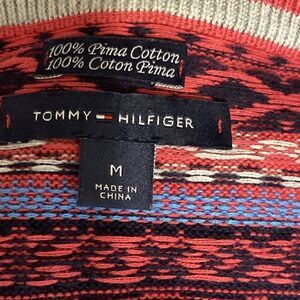 100% Pima Cotton
100% Coton Pima
TOMMY HILFIGER
M
MADE IN
CHINA